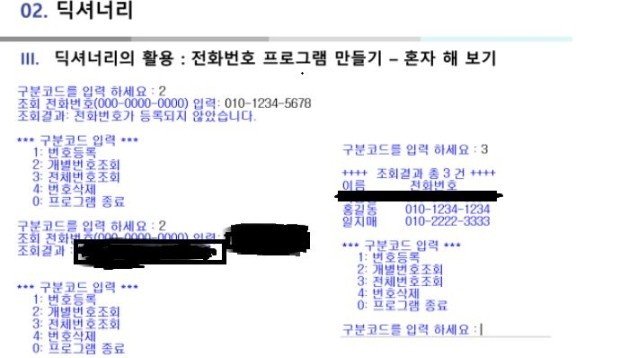 02. 딕셔너리
III. 딕셔너리의 활용 : 전화번호 프로그램 만들기 – 혼자 해 보기
구분코드를 입력 하세요 : 2
조회 전화번호(000-0000-0000) 입력: 010-1234-5678
조회결과: 전화번호가 등록되지 않았습니다.
*** 구분코드 입력 ***
1: 번호등록
2: 개별번호조회
3: 전체번호조회
4: 번호삭제
0: 프로그램 종료
구분코드를 입력 하세요 : 2
조회 전화번호(000-0000-0000) 입력:
조회결과 :
*** 구분코드 입력 ***
1: 번호등록
2: 개별번호조회
3: 전체번호조회
4: 번호삭제
0: 프로그램 종료
구분코드를 입력 하세요 : 3
++++ 조회결과 총 3 건 ++++
이름 전화번호
홍길동 010-1234-1234
일지매 010-2222-3333
*** 구분코드 입력 ***
1: 번호등록
2: 개별번호조회
3: 전체번호조회
4: 번호삭제
0: 프로그램 종료
구분코드를 입력 하세요 :